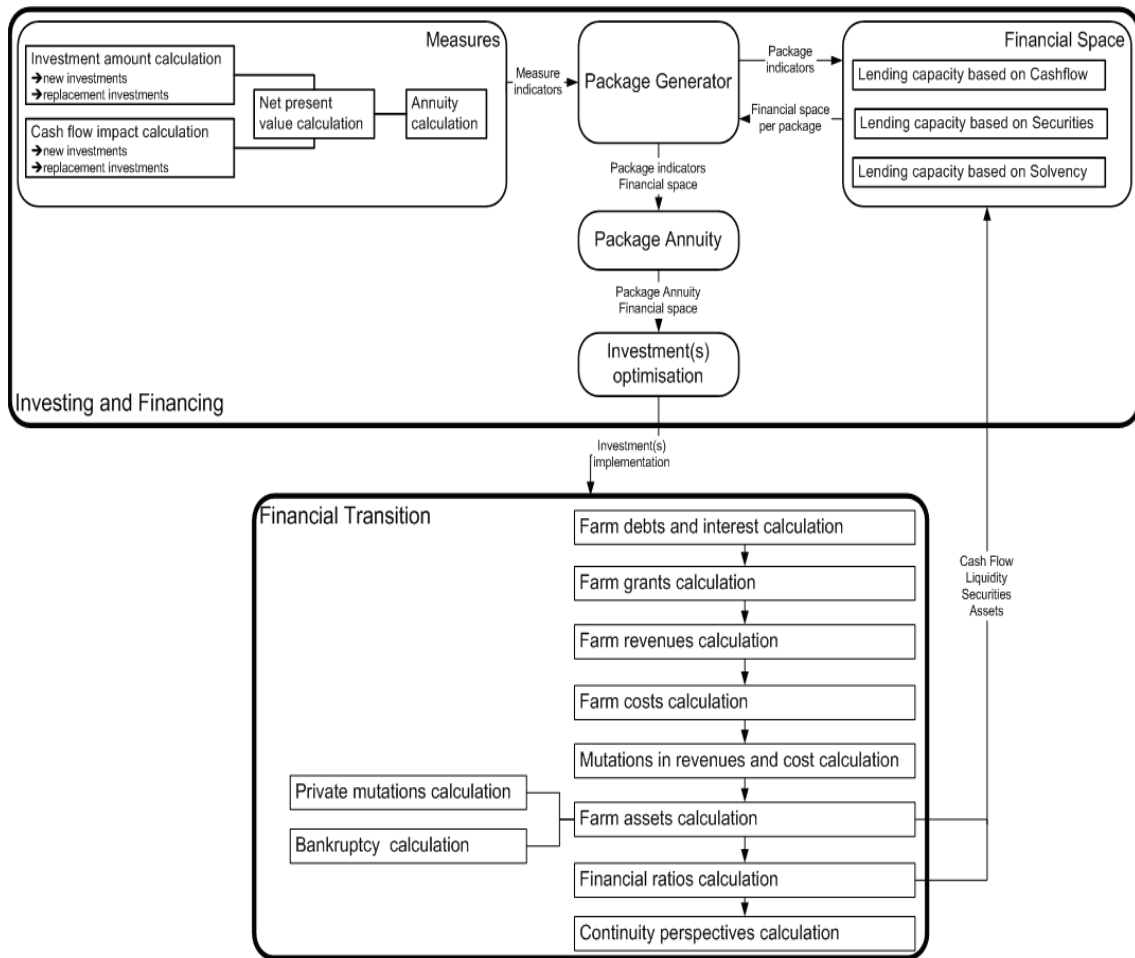 Measures
Investment amount calculation
➔new investments
➔replacement investments
Cash flow impact calculation
➔new investments
➔replacement investments
Net present
value calculation
Annuity
calculation
Measure
indicators
Package Generator
Package
indicators
Financial space
per package
Financial Space
Lending capacity based on Cashflow
Lending capacity based on Securities
Lending capacity based on Solvency
Package indicators
Financial space
Package Annuity
Package Annuity
Financial space
Investment(s)
optimisation
Investing and Financing
Investment(s)
implementation
Financial Transition
Farm debts and interest calculation
Farm grants calculation
Farm revenues calculation
Farm costs calculation
Mutations in revenues and cost calculation
Private mutations calculation
Bankruptcy calculation
Farm assets calculation
Financial ratios calculation
Continuity perspectives calculation
Cash Flow
Liquidity
Securities
Assets